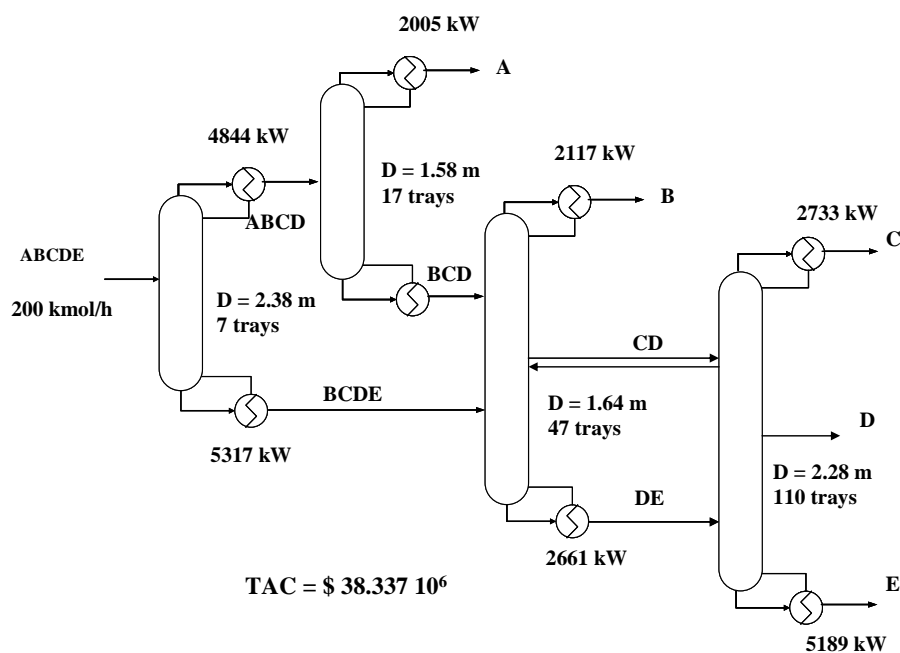 2005 kW
A
4844 kW
2117 kW
D = 1.58 m
17 trays
B
2733 kW
ABCD
C
ABCDE
BCD
200 kmol/h
D = 2.38 m
7 trays
CD
BCDE
D = 1.64 m
47 trays
D
5317 kW
D = 2.28 m
110 trays
DE
2661 kW
TAC = $ 38.337 10⁶
E
5189 kW